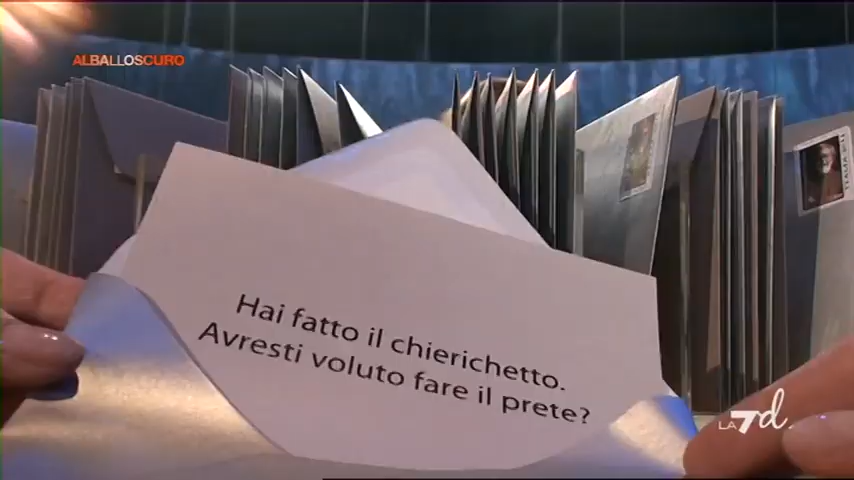 ALBALLOSCURO
Hai fatto il chierichetto.
Avresti voluto fare il prete?
LA7d.